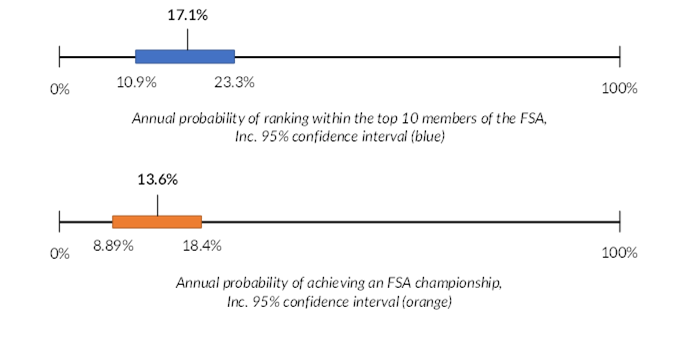 17.1%
10.9% 23.3%
0% 100%
Annual probability of ranking within the top 10 members of the FSA,
Inc. 95% confidence interval (blue)
13.6%
8.89% 18.4%
0% 100%
Annual probability of achieving an FSA championship,
Inc. 95% confidence interval (orange)